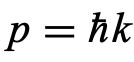 p = ħk